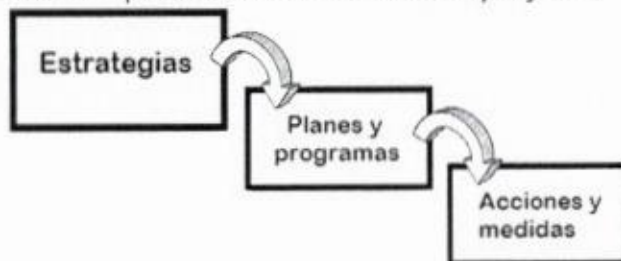 Estrategias
Planes y
programas
Acciones y
medidas